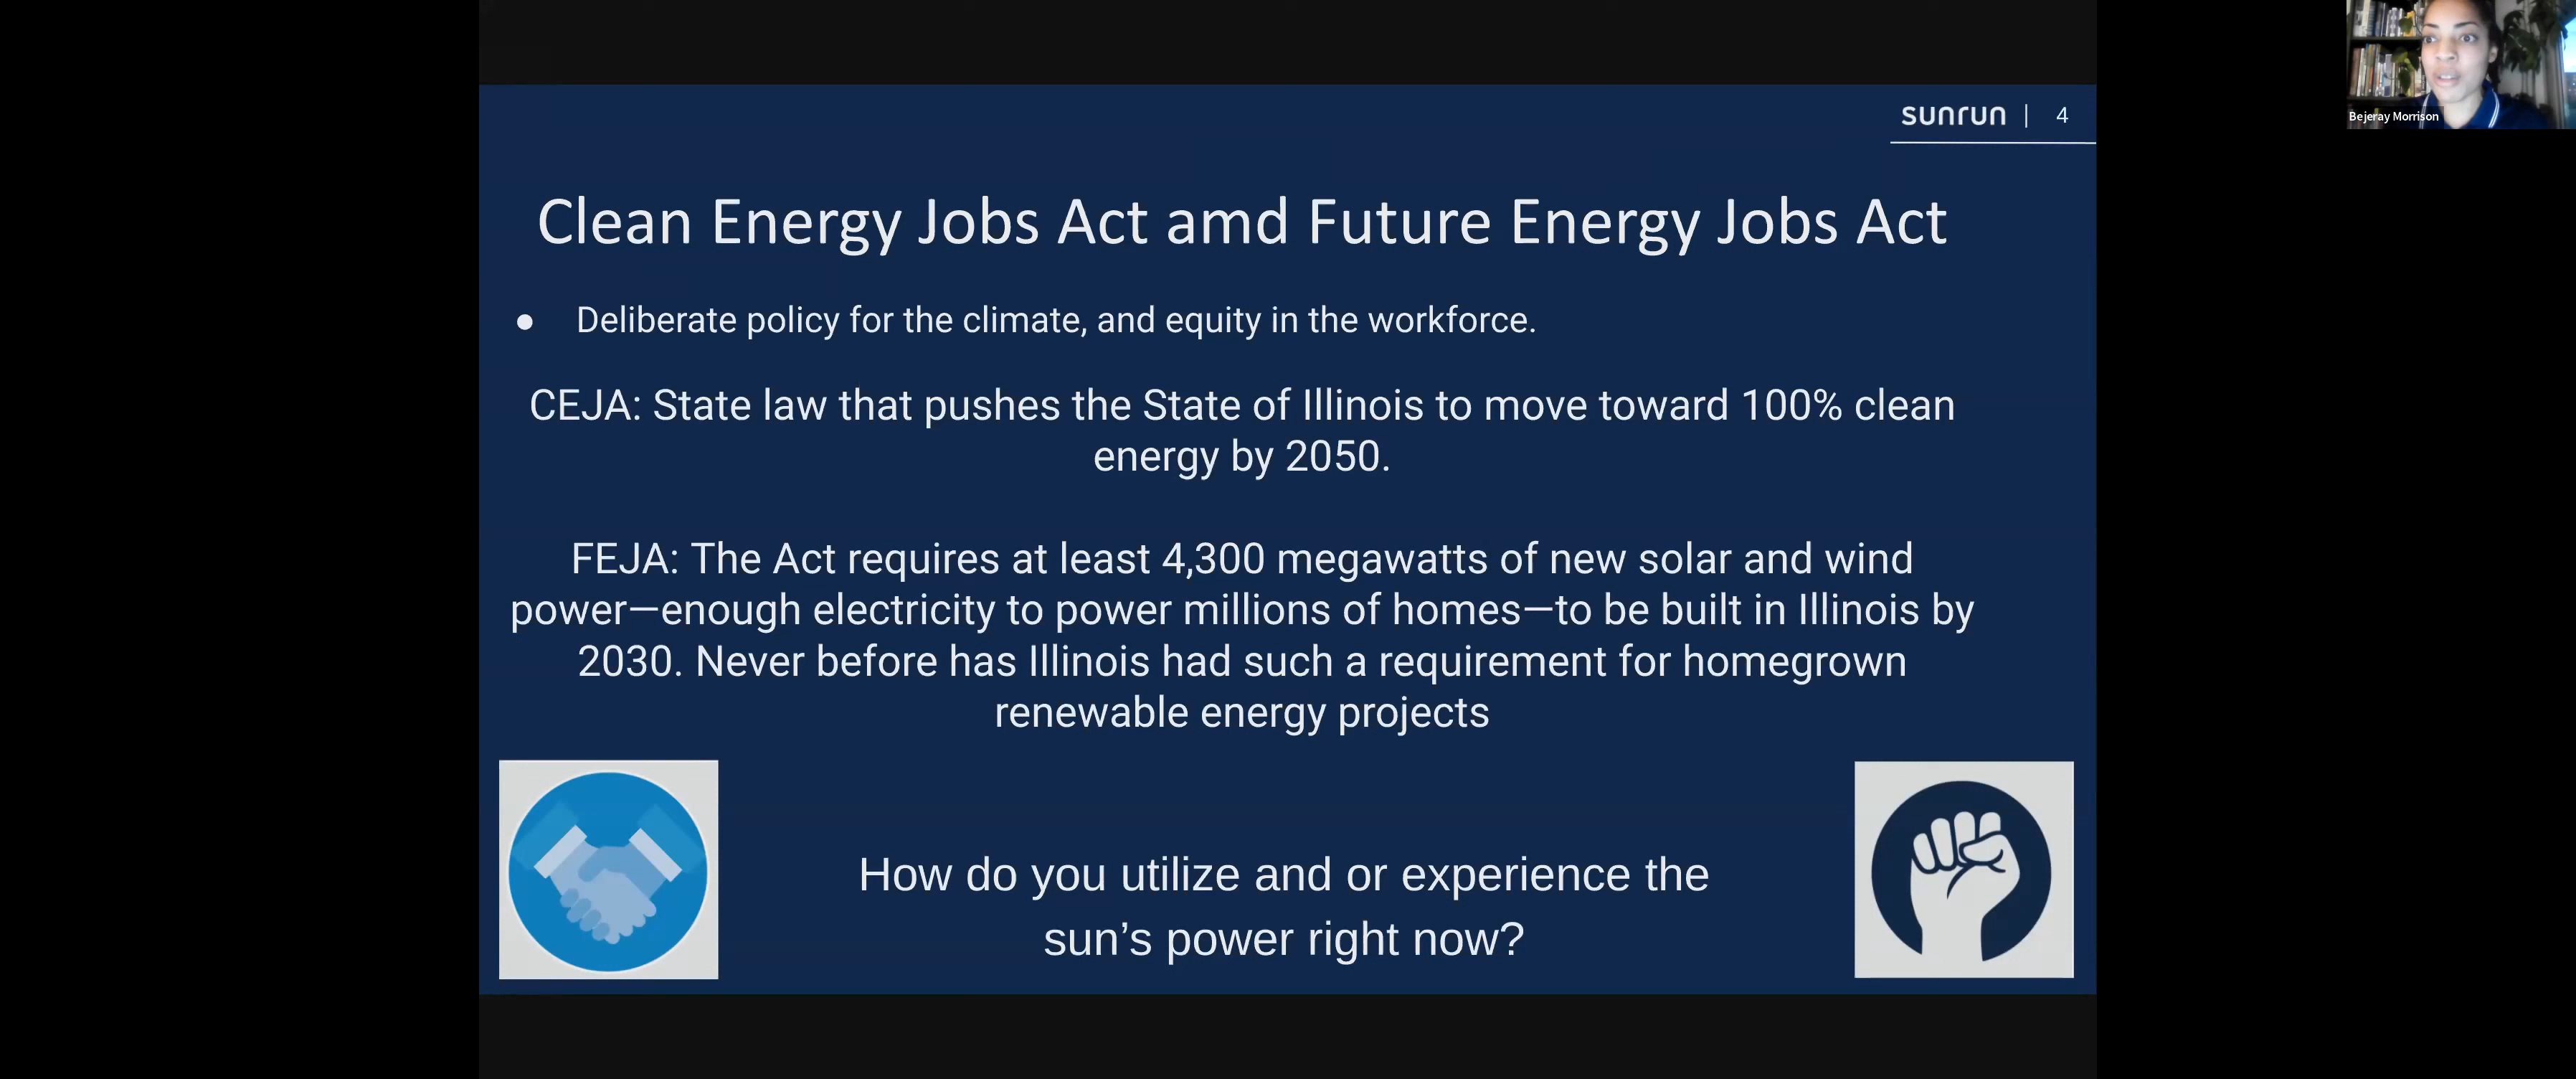 sunrun | 4
Bejeray Morrison
Clean Energy Jobs Act amd Future Energy Jobs Act
● Deliberate policy for the climate, and equity in the workforce.
CEJA: State law that pushes the State of Illinois to move toward 100% clean
energy by 2050.
FEJA: The Act requires at least 4,300 megawatts of new solar and wind
power—enough electricity to power millions of homes—to be built in Illinois by
2030. Never before has Illinois had such a requirement for homegrown
renewable energy projects
How do you utilize and or experience the
sun’s power right now?